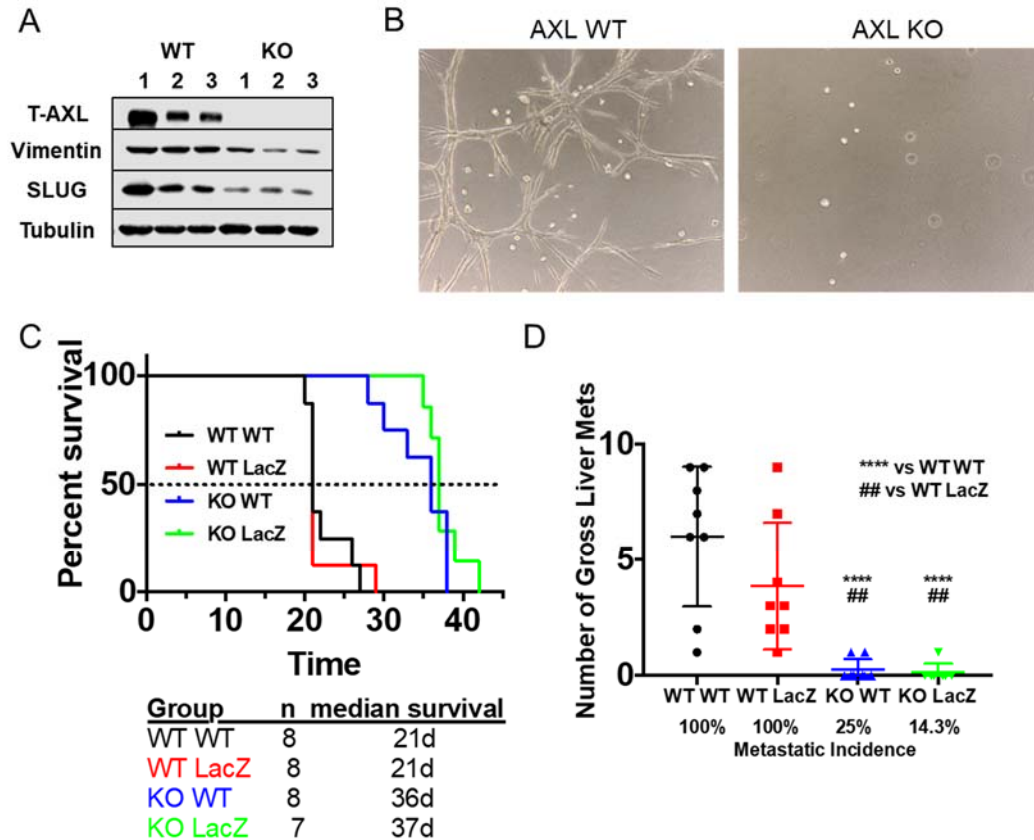 A
WT KO
1 2 3 1 2 3
T-AXL
Vimentin
SLUG
Tubulin
B
AXL WT AXL KO
C
Percent survival
100
50
0
WT WT
WT LacZ
KO WT
KO LacZ
0 10 20 30 40
Time
Group n median survival
WT WT 8 21d
WT LacZ 8 21d
KO WT 8 36d
KO LacZ 7 37d
D
Number of Gross Liver Mets
10
5
0
**** vs WT WT
## vs WT LacZ
**** ****
## ##
WT WT WT LacZ KO WT KO LacZ
100% 100% 25% 14.3%
Metastatic Incidence